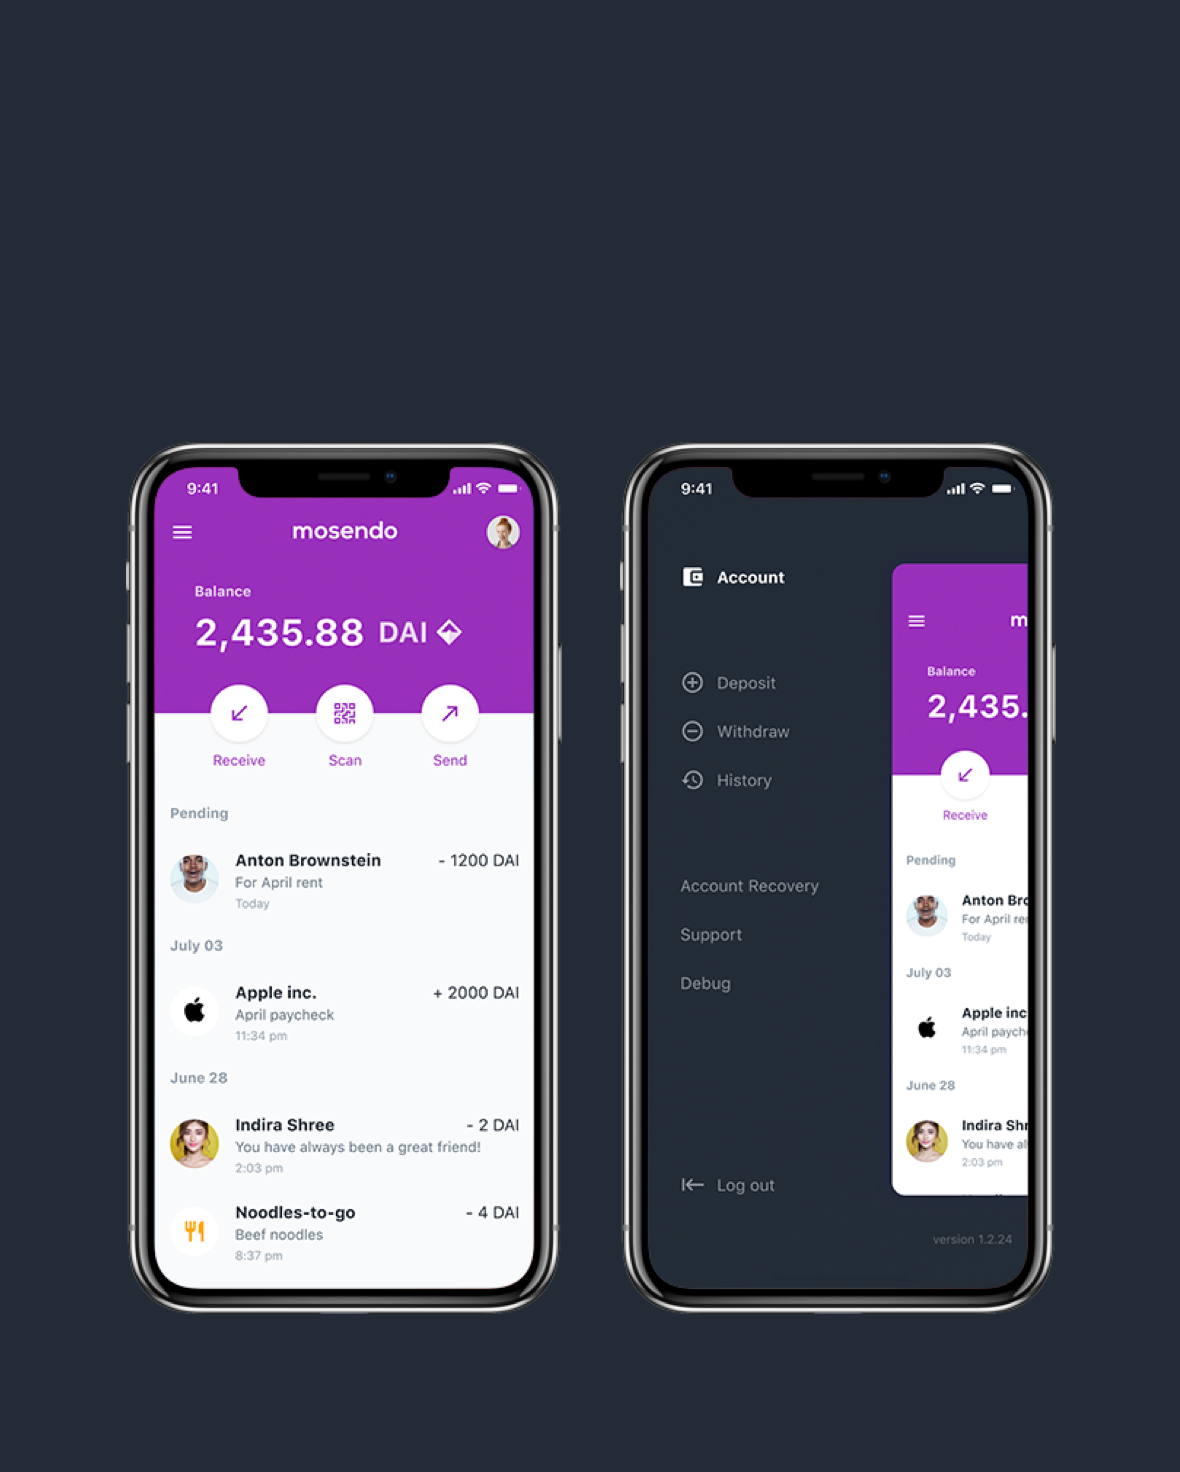 9:41
mosendo
Balance
2,435.88 DAI
Receive Scan Send
Pending
Anton Brownstein - 1200 DAI
For April rent
Today
July 03
Apple inc. + 2000 DAI
April paycheck
11:34 pm
June 28
Indira Shree - 2 DAI
You have always been a great friend!
2:03 pm
Noodles-to-go - 4 DAI
Beef noodles
8:37 pm
9:41
Account
Deposit
Withdraw
History
Account Recovery
Support
Debug
Log out
m
Balance
2,435.
Receive
Pending
Anton Bro
For April re
Today
July 03
Apple inc
April paych
11:34 pm
June 28
Indira Shr
You have al
2:03 pm
version 1.2.24